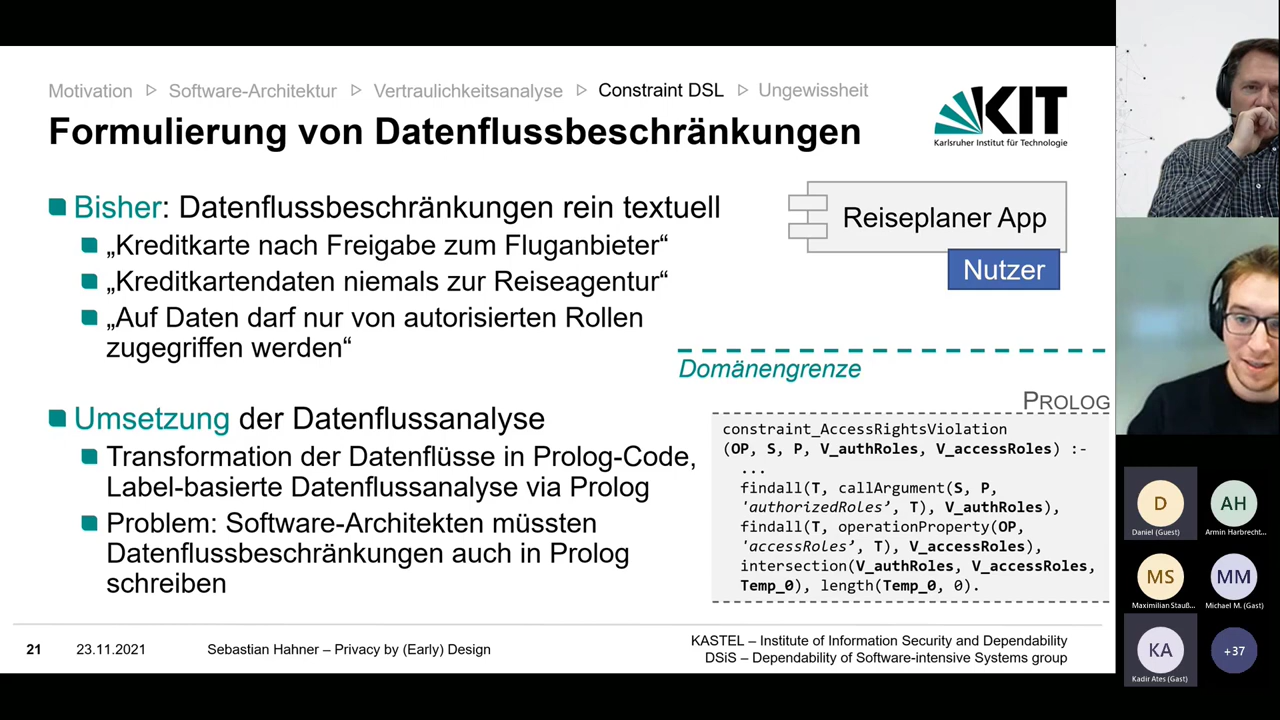 Motivation ▷ Software-Architektur ▷ Vertraulichkeitsanalyse ▷ Constraint DSL ▷ Ungewissheit
Formulierung von Datenflussbeschränkungen
KIT
Karlsruher Institut für Technologie
Bisher: Datenflussbeschränkungen rein textuell
„Kreditkarte nach Freigabe zum Fluganbieter“
„Kreditkartendaten niemals zur Reiseagentur“
„Auf Daten darf nur von autorisierten Rollen
zugegriffen werden“
Reiseplaner App
Nutzer
Domänengrenze
Umsetzung der Datenflussanalyse
Transformation der Datenflüsse in Prolog-Code,
Label-basierte Datenflussanalyse via Prolog
Problem: Software-Architekten müssten
Datenflussbeschränkungen auch in Prolog
schreiben
PROLOG
constraint_AccessRightsViolation
(OP, S, P, V_authRoles, V_accessRoles) :-
...
findall(T, callArgument(S, P,
'authorizedRoles’, T), V_authRoles),
findall(T, operationProperty(OP,
'accessRoles’, T), V_accessRoles),
intersection(V_authRoles, V_accessRoles,
Temp_0), length(Temp_0, 0).
21
23.11.2021
Sebastian Hahner – Privacy by (Early) Design
KASTEL – Institute of Information Security and Dependability
DSiS – Dependability of Software-intensive Systems group
D
Daniel (Guest)
AH
Armin Harbrecht...
MS
Maximilian Stauß...
MM
Michael M. (Gast)
KA
Kadir Ates (Gast)
+37